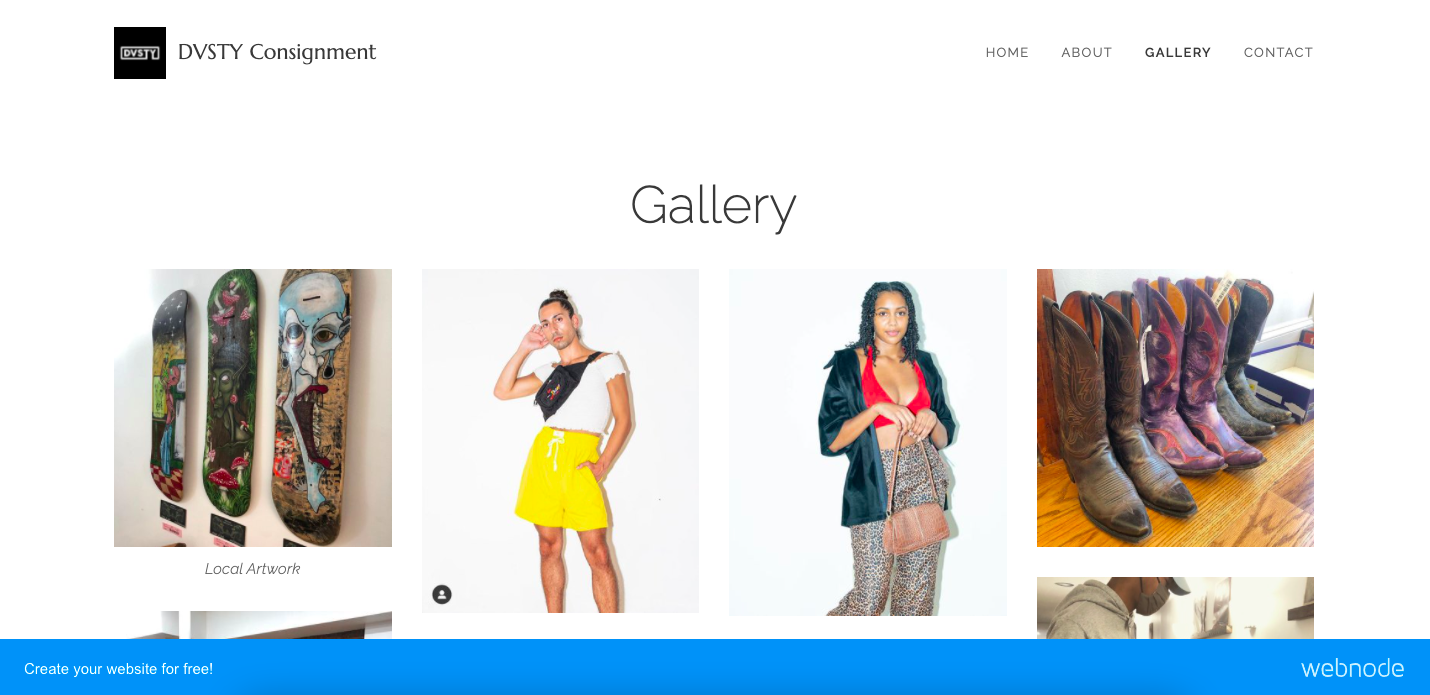 DVSTY
DVSTY Consignment
HOME
ABOUT
GALLERY
CONTACT
Gallery
Local Artwork
Create your website for free!
webnode